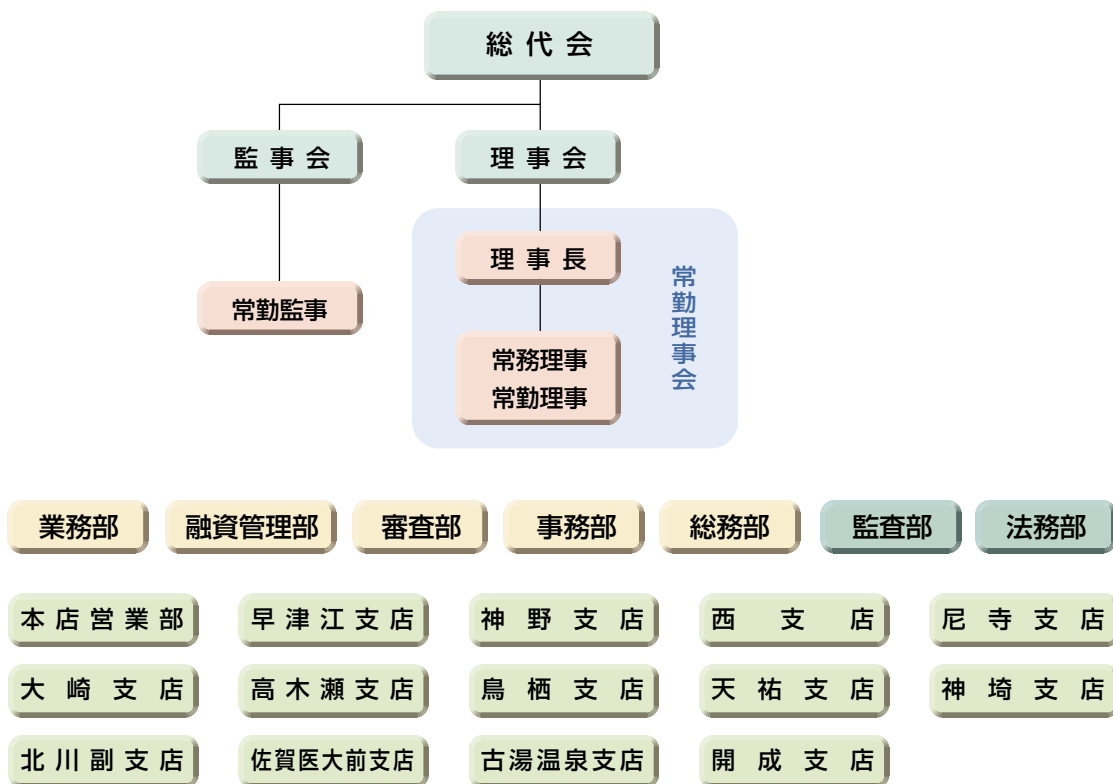 総代会
監事会
理事会
理事長
常勤理事会
常勤監事
常務理事
常勤理事
業務部
融資管理部
審査部
事務部
総務部
監査部
法務部
本店営業部
早津江支店
神野支店
西支店
尼寺支店
大崎支店
高木瀬支店
鳥栖支店
天祐支店
神埼支店
北川副支店
佐賀医大前支店
古湯温泉支店
開成支店